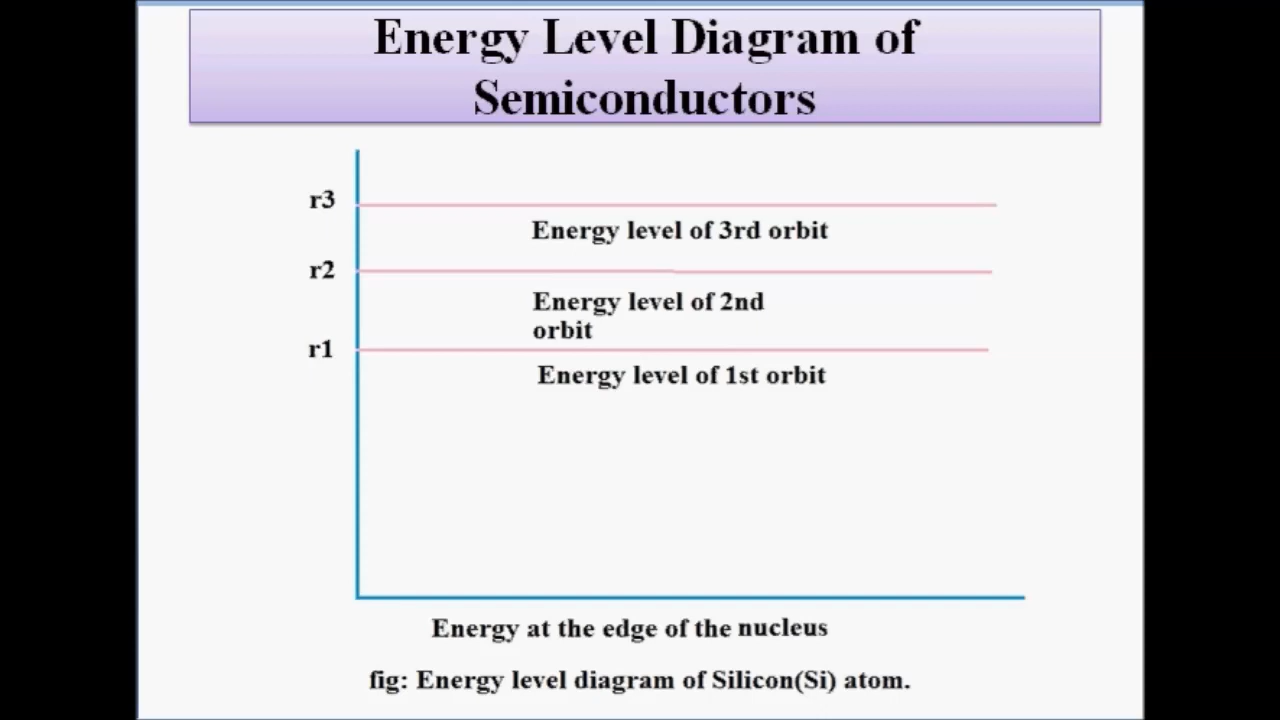 Energy Level Diagram of
Semiconductors
r3
Energy level of 3rd orbit
r2
Energy level of 2nd
orbit
r1
Energy level of 1st orbit
Energy at the edge of the nucleus
fig: Energy level diagram of Silicon(Si) atom.